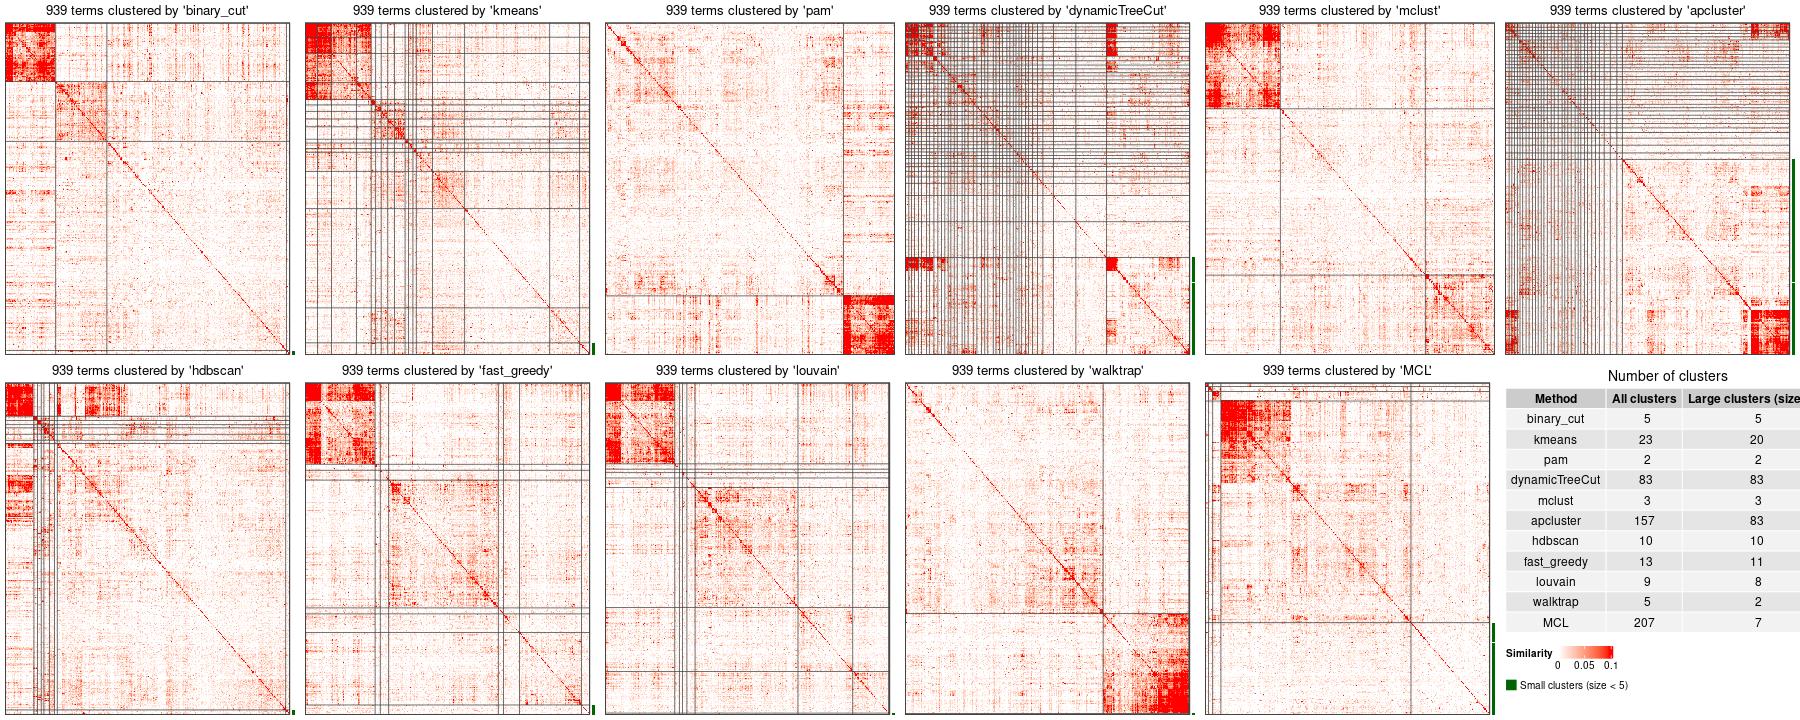 939 terms clustered by 'binary_cut'
939 terms clustered by 'kmeans'
939 terms clustered by 'pam'
939 terms clustered by 'dynamicTreeCut'
939 terms clustered by 'mclust'
939 terms clustered by 'apcluster'
939 terms clustered by 'hdbscan'
939 terms clustered by 'fast_greedy'
939 terms clustered by 'louvain'
939 terms clustered by 'walktrap'
939 terms clustered by 'MCL'
Number of clusters
Method All clusters Large clusters (size
binary_cut 5 5
kmeans 23 20
pam 2 2
dynamicTreeCut 83 83
mclust 3 3
apcluster 157 83
hdbscan 10 10
fast_greedy 13 11
louvain 9 8
walktrap 5 2
MCL 207 7
Similarity
0 0.05 0.1
Small clusters (size < 5)